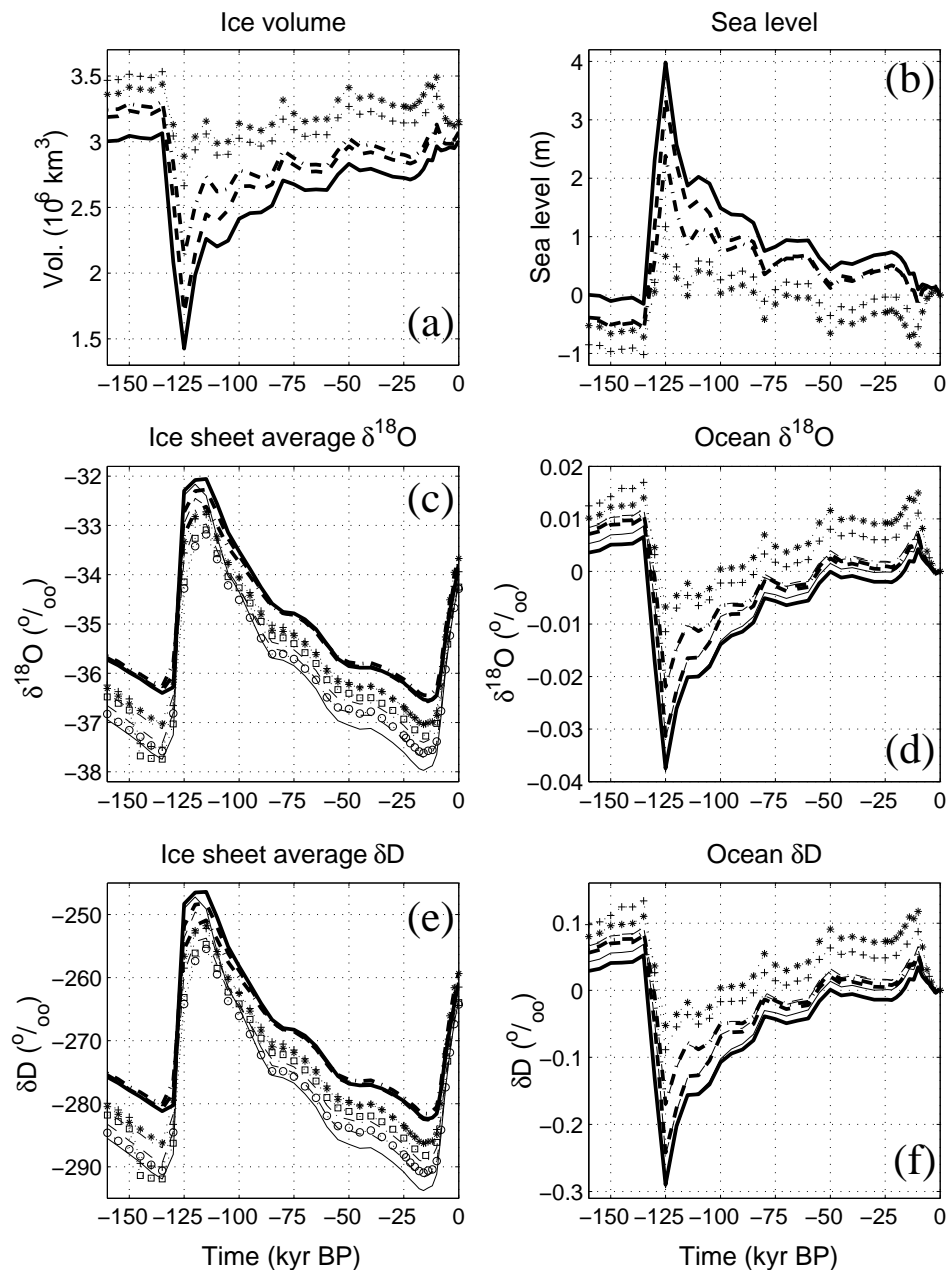 Ice volume
Sea level
Vol. (10⁶ km³)
3.5
3
2.5
2
1.5
(a)
−150 −125 −100 −75 −50 −25 0
Sea level (m)
4
3
2
1
0
−1
(b)
−150 −125 −100 −75 −50 −25 0
Ice sheet average δ¹⁸O
Ocean δ¹⁸O
δ¹⁸O (⁰/₀₀)
−32
−33
−34
−35
−36
−37
−38
(c)
−150 −125 −100 −75 −50 −25 0
δ¹⁸O (⁰/₀₀)
0.02
0.01
0
−0.01
−0.02
−0.03
−0.04
(d)
−150 −125 −100 −75 −50 −25 0
Ice sheet average δD
Ocean δD
δD (⁰/₀₀)
−250
−260
−270
−280
−290
(e)
−150 −125 −100 −75 −50 −25 0
Time (kyr BP)
δD (⁰/₀₀)
0.1
0
−0.1
−0.2
−0.3
(f)
−150 −125 −100 −75 −50 −25 0
Time (kyr BP)